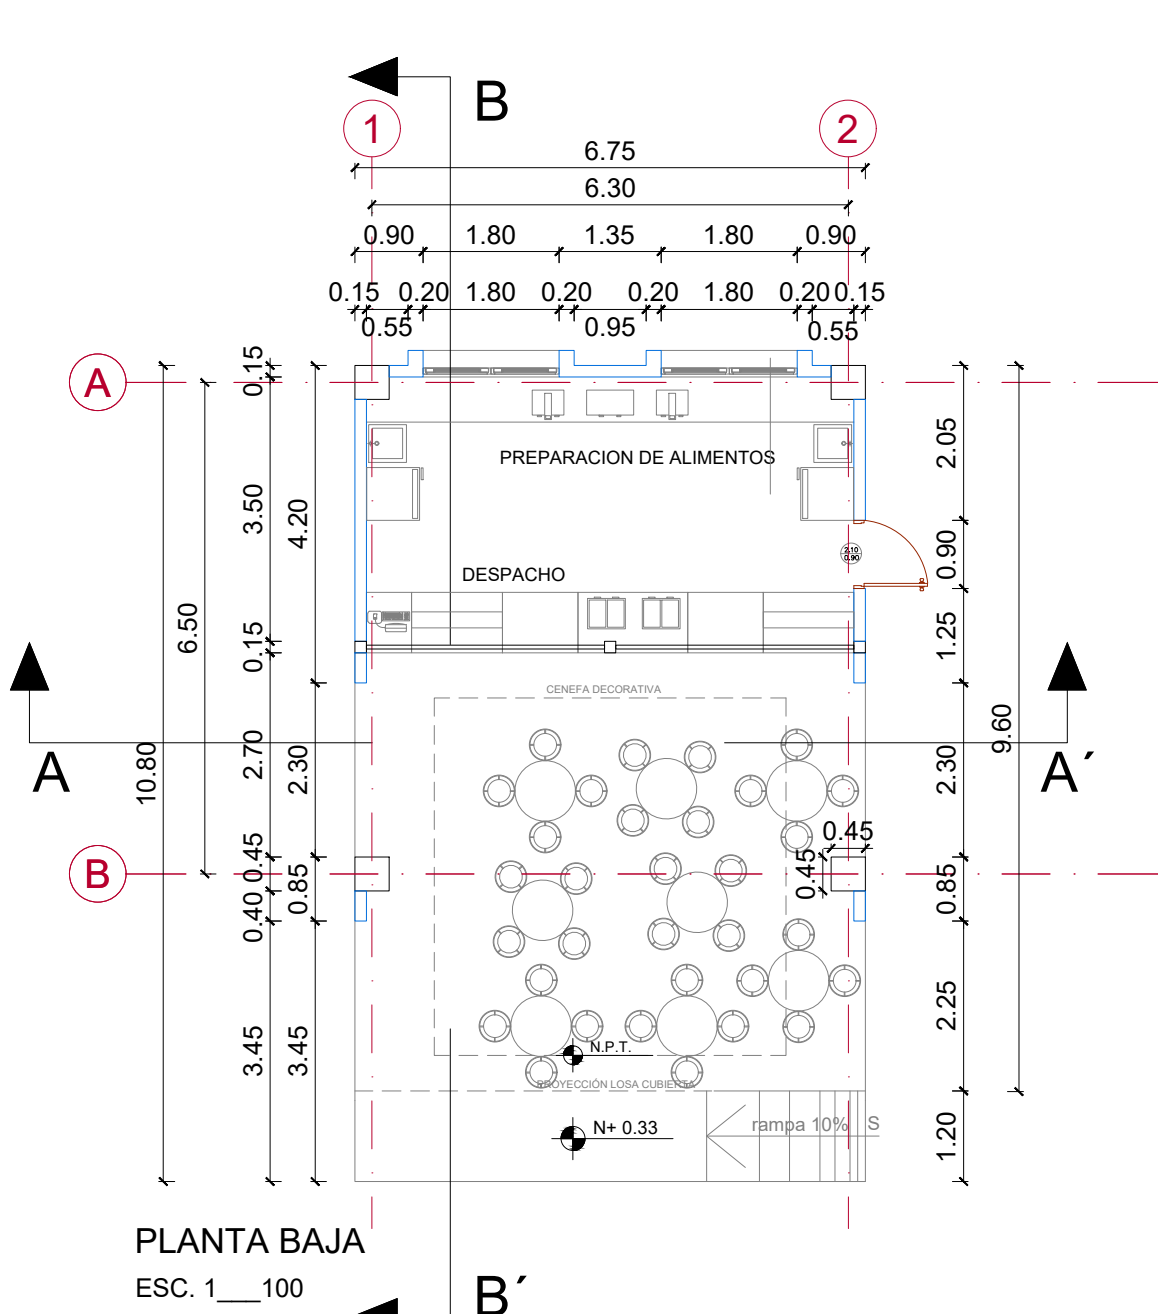 B
1
2
6.75
6.30
0.90 1.80 1.35 1.80 0.90
0.15 0.20 1.80 0.20 0.20 1.80 0.20 0.15
0.55 0.95 0.55
A
0.15
3.50
4.20
6.50
0.15
10.80
2.70
2.30
0.45
0.40
0.85
3.45
3.45
PREPARACION DE ALIMENTOS
DESPACHO
2.10
0.90
2.05
0.90
1.25
9.60
2.30
0.85
2.25
1.20
CENEFA DECORATIVA
A
A´
0.45
0.45
B
N.P.T.
PROYECCIÓN LOSA CUBIERTA
N+ 0.33
rampa 10% S
PLANTA BAJA
ESC. 1___100
B´